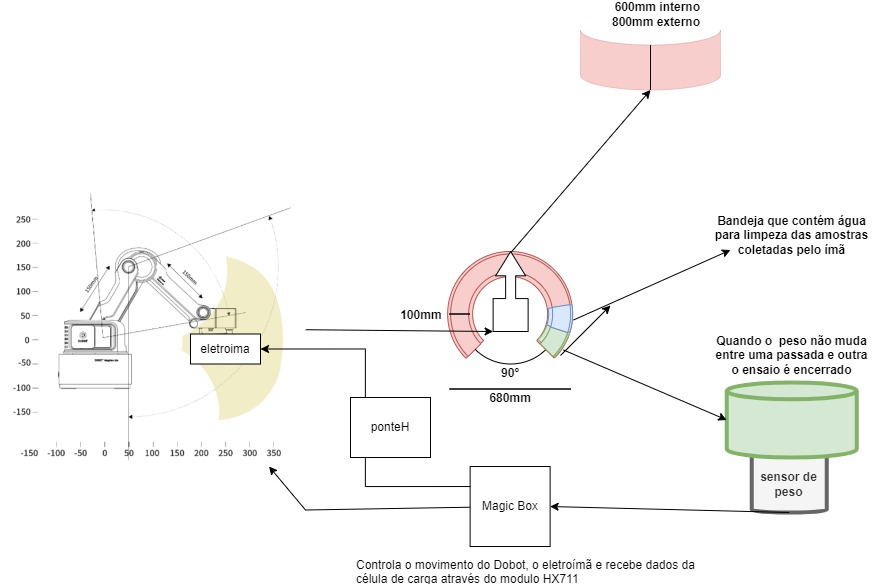 600mm interno
800mm externo
Bandeja que contém água
para limpeza das amostras
coletadas pelo ímã
250
200
150
100
50
0
-50
-100
-150
150mm
150mm
eletroima
100mm
90°
680mm
Quando o peso não muda
entre uma passada e outra
o ensaio é encerrado
-150 -100 -50 0 50 100 150 200 250 300 350
ponteH
sensor de
peso
Magic Box
Controla o movimento do Dobot, o eletroímã e recebe dados da
célula de carga através do modulo HX711